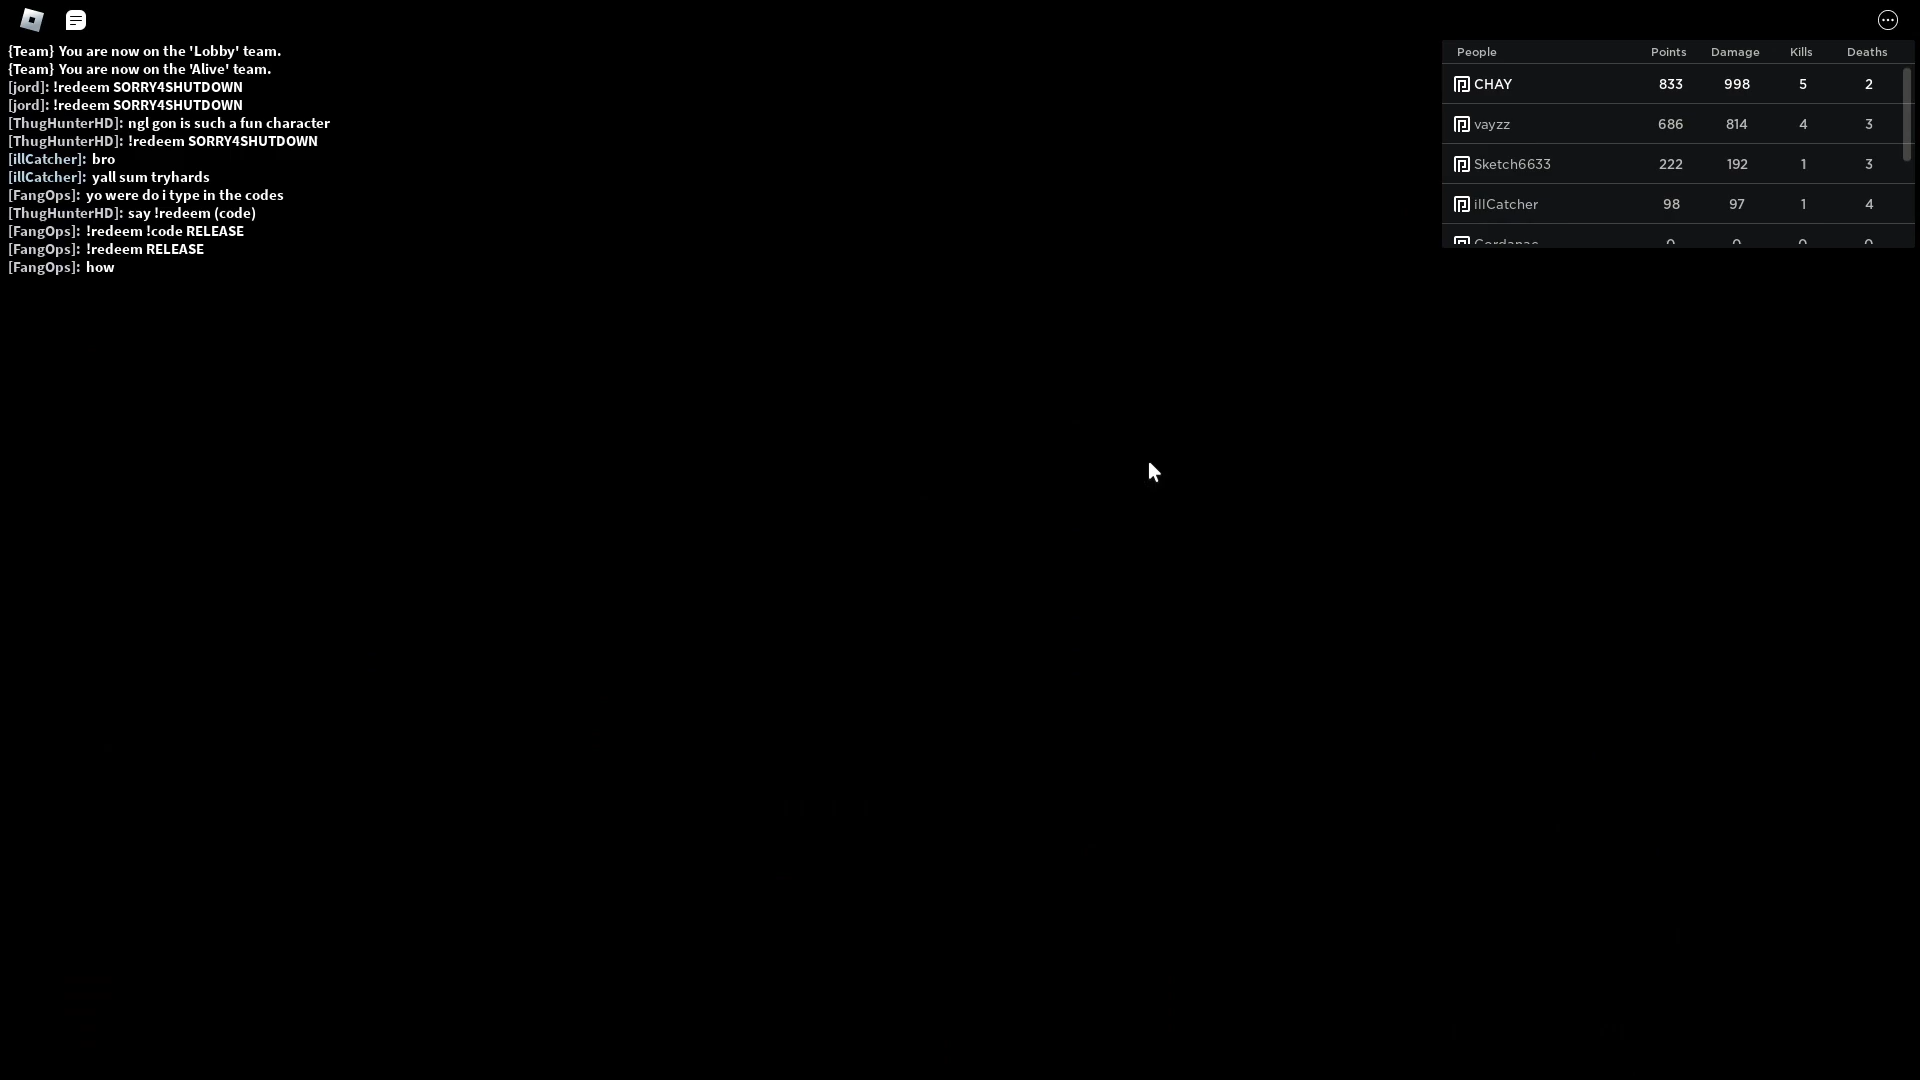 {Team} You are now on the 'Lobby' team.
{Team} You are now on the 'Alive' team.
[jord]: !redeem SORRY4SHUTDOWN
[jord]: !redeem SORRY4SHUTDOWN
[ThugHunterHD]: ngl gon is such a fun character
[ThugHunterHD]: !redeem SORRY4SHUTDOWN
[illCatcher]: bro
[illCatcher]: yall sum tryhards
[FangOps]: yo were do i type in the codes
[ThugHunterHD]: say !redeem (code)
[FangOps]: !redeem !code RELEASE
[FangOps]: !redeem RELEASE
[FangOps]: how
People Points Damage Kills Deaths
CHAY 833 998 5 2
vayzz 686 814 4 3
Sketch6633 222 192 1 3
illCatcher 98 97 1 4
0 0 0 0